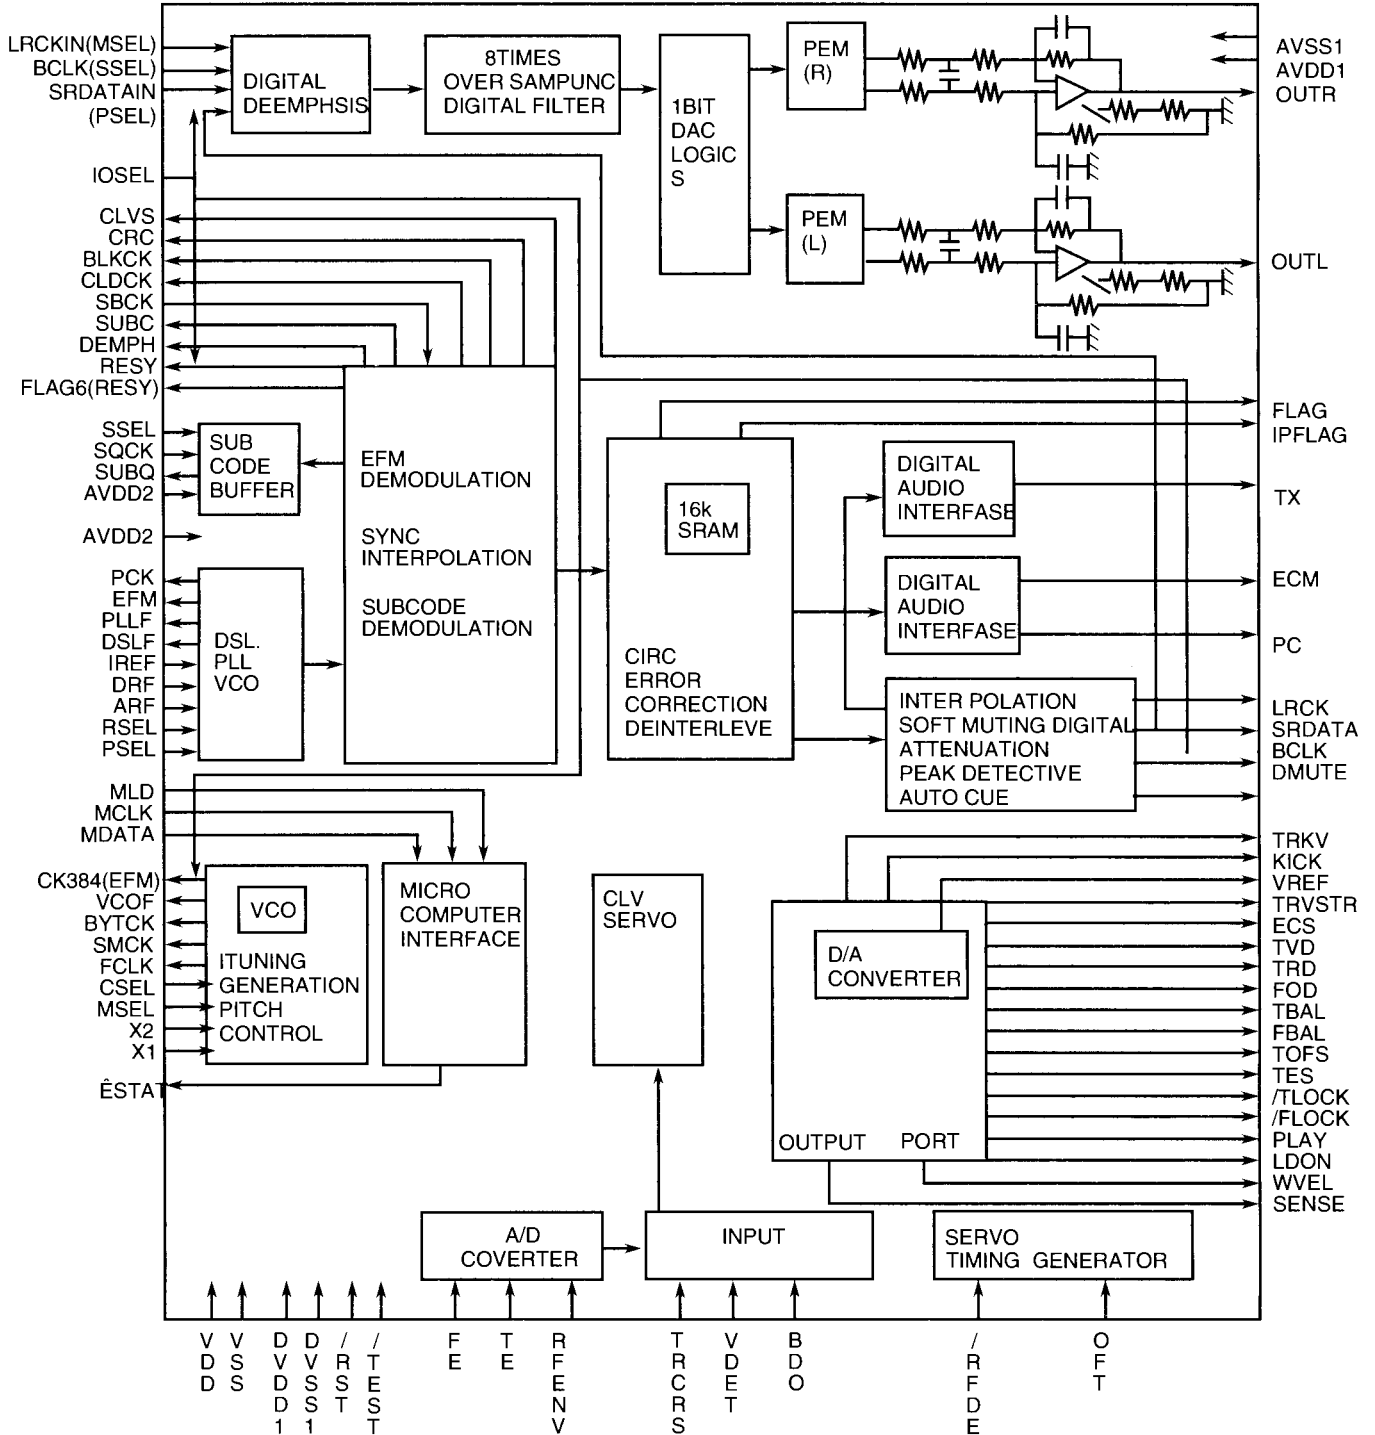 LRCKIN(MSEL)
BCLK(SSEL)
SRDATAIN
(PSEL)
IOSEL
CLVS
CRC
BLKCK
CLDCK
SBCK
SUBC
DEMPH
RESY
FLAG6(RESY)
SSEL
SQCK
SUBQ
AVDD2
AVDD2
PCK
EFM
PLLF
DSLF
IREF
DRF
ARF
RSEL
PSEL
MLD
MCLK
MDATA
CK384(EFM)
VCOF
BYTCK
SMCK
FCLK
CSEL
MSEL
X2
X1
ÊSTAT
DIGITAL
DEEMPHSIS
8TIMES
OVER SAMPUNC
DIGITAL FILTER
1BIT
DAC
LOGIC
S
PEM
(R)
PEM
(L)
SUB
CODE
BUFFER
DSL.
PLL
VCO
EFM
DEMODULATION
SYNC
INTERPOLATION
SUBCODE
DEMODULATION
16k
SRAM
CIRC
ERROR
CORRECTION
DEINTERLEVE
DIGITAL
AUDIO
INTERFASE
DIGITAL
AUDIO
INTERFASE
INTER POLATION
SOFT MUTING DIGITAL
ATTENUATION
PEAK DETECTIVE
AUTO CUE
VCO
ITUNING
GENERATION
PITCH
CONTROL
MICRO
COMPUTER
INTERFACE
CLV
SERVO
D/A
CONVERTER
OUTPUT PORT
A/D
COVERTER
INPUT
SERVO
TIMING GENERATOR
AVSS1
AVDD1
OUTR
OUTL
FLAG
IPFLAG
TX
ECM
PC
LRCK
SRDATA
BCLK
DMUTE
TRKV
KICK
VREF
TRVSTR
ECS
TVD
TRD
FOD
TBAL
FBAL
TOFS
TES
/TLOCK
/FLOCK
PLAY
LDON
WVEL
SENSE
VDD
VSS
DVDD1
DVSS1
/RST
/TEST
FE
TE
RFENV
TRCRS
VDET
BDO
/RFDE
OFT